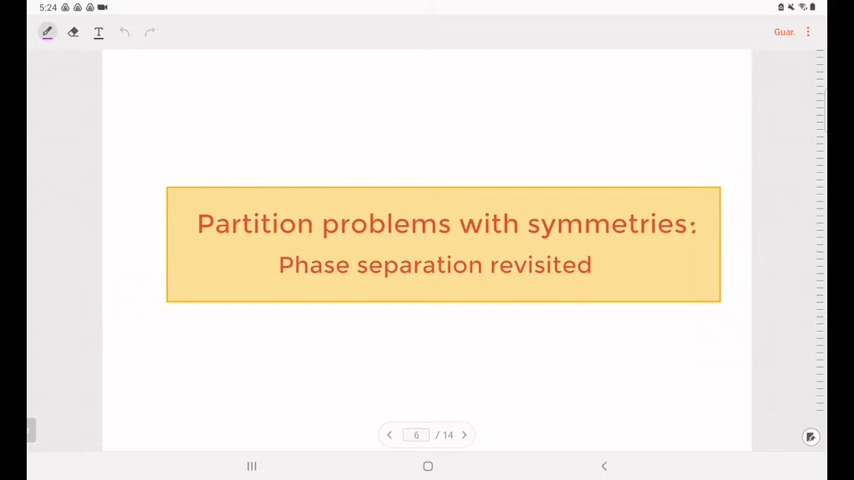 5:24
T
Guar.
Partition problems with symmetries:
Phase separation revisited
6 / 14